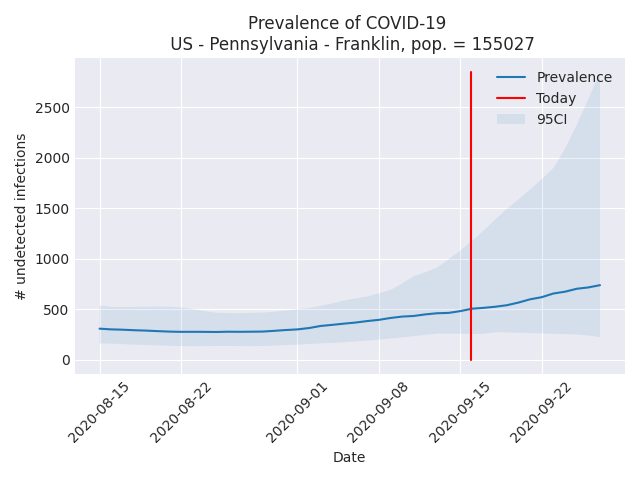 Prevalence of COVID-19
US - Pennsylvania - Franklin, pop. = 155027
Prevalence
Today
95CI
# undetected infections
2500
2000
1500
1000
500
0
2020-08-15
2020-08-22
2020-09-01
2020-09-08
2020-09-15
2020-09-22
Date